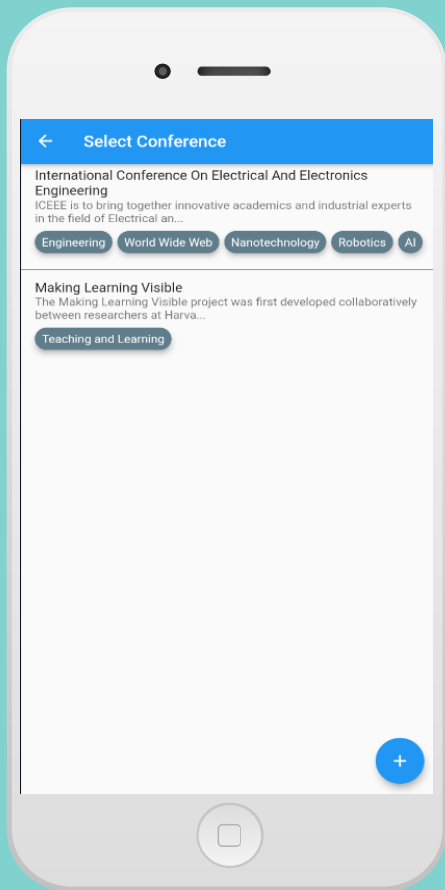 Select Conference
International Conference On Electrical And Electronics
Engineering
ICEEE is to bring together innovative academics and industrial experts
in the field of Electrical an...
Engineering World Wide Web Nanotechnology Robotics AI
Making Learning Visible
The Making Learning Visible project was first developed collaboratively
between researchers at Harva...
Teaching and Learning